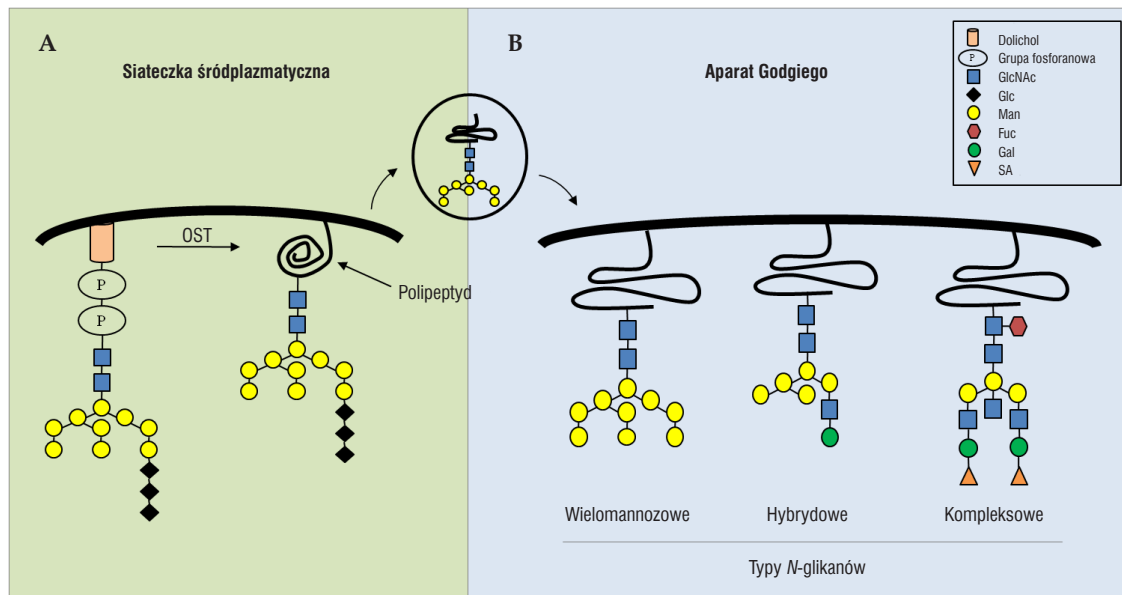 A
Siateczka śródplazmatyczna
OST
P
P
Polipeptyd
B
Aparat Godgiego
Dolichol
P Grupa fosforanowa
GlcNAc
Glc
Man
Fuc
Gal
SA
Wielomannozowe
Hybrydowe
Kompleksowe
Typy N-glikanów